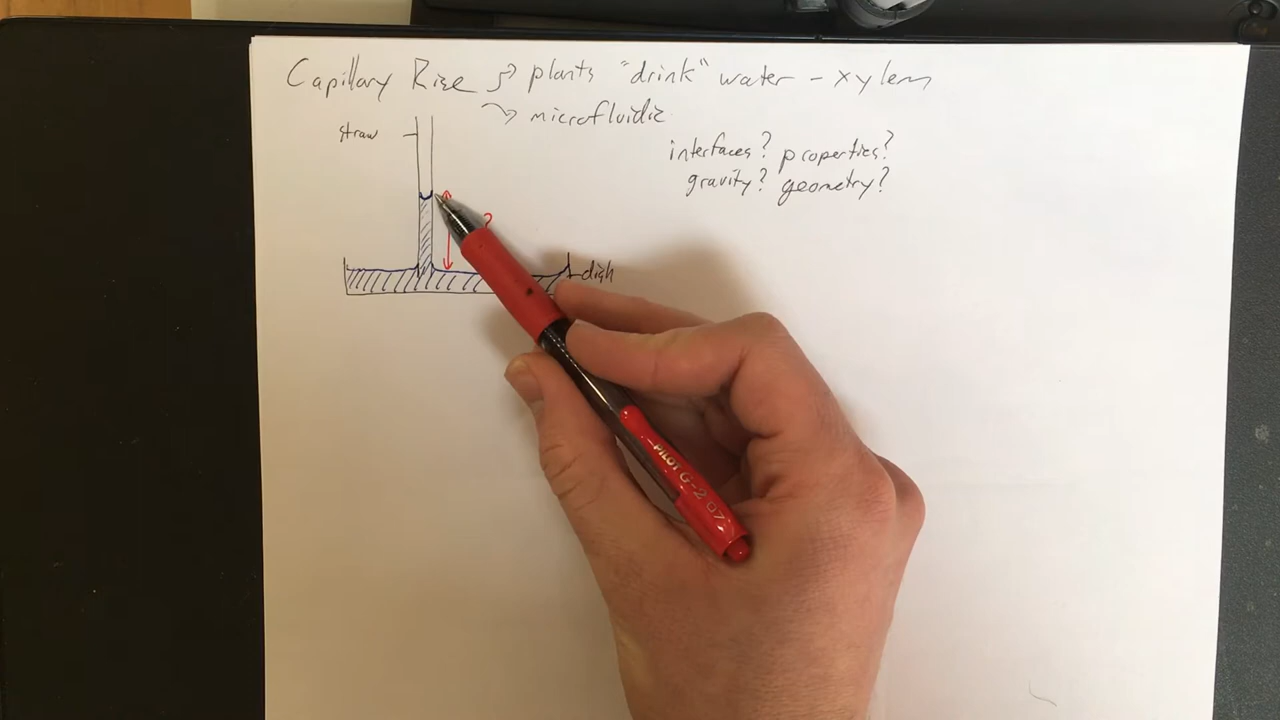 Capillary Rise → plants "drink" water - xylem
→ microfluidic
straw
interfaces? properties?
gravity? geometry?
?
dish
PILOT G-2 07